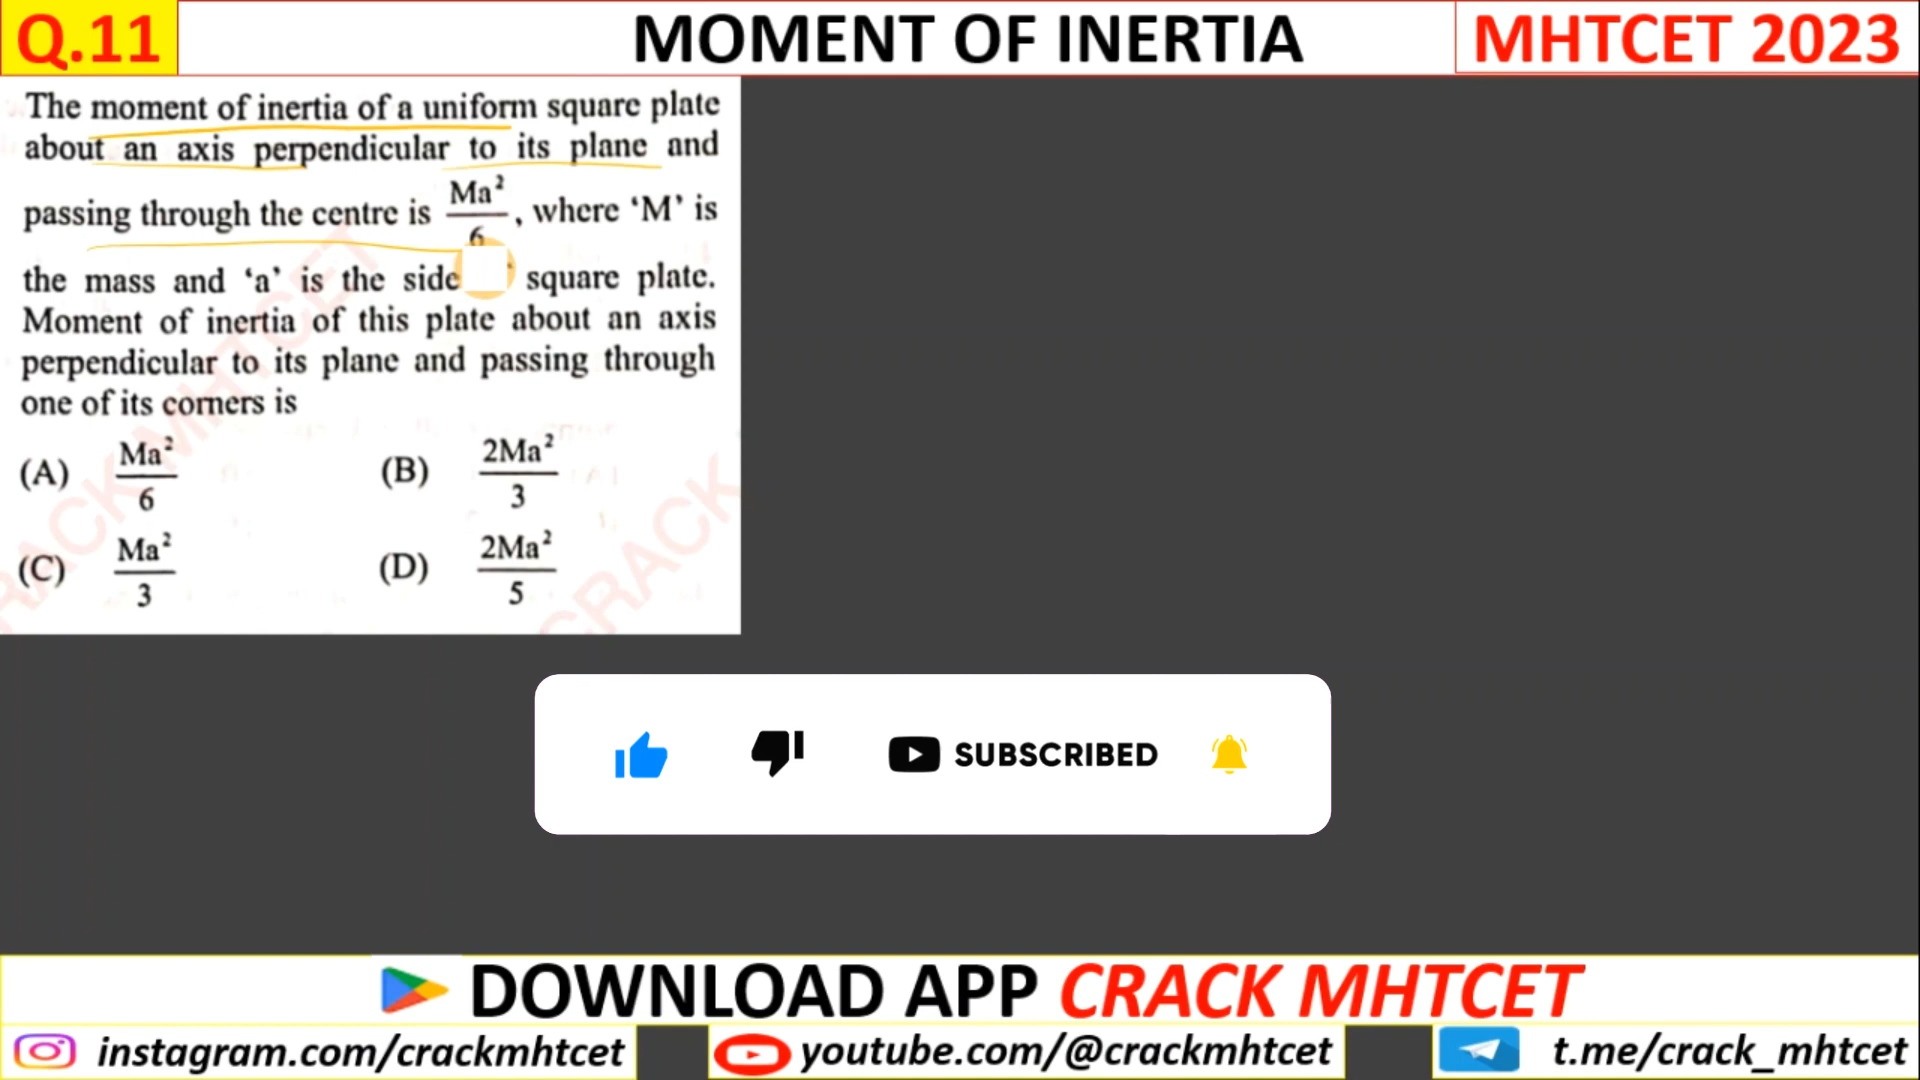 Q.11
MOMENT OF INERTIA
MHTCET 2023
The moment of inertia of a uniform square plate
about an axis perpendicular to its plane and
passing through the centre is Ma²/6, where ‘M’ is
the mass and ‘a’ is the side square plate.
Moment of inertia of this plate about an axis
perpendicular to its plane and passing through
one of its corners is
(A) Ma²/6 (B) 2Ma²/3
(C) Ma²/3 (D) 2Ma²/5
CRACK MHTCET
CRACK
SUBSCRIBED
DOWNLOAD APP CRACK MHTCET
instagram.com/crackmhtcet
youtube.com/@crackmhtcet
t.me/crack_mhtcet